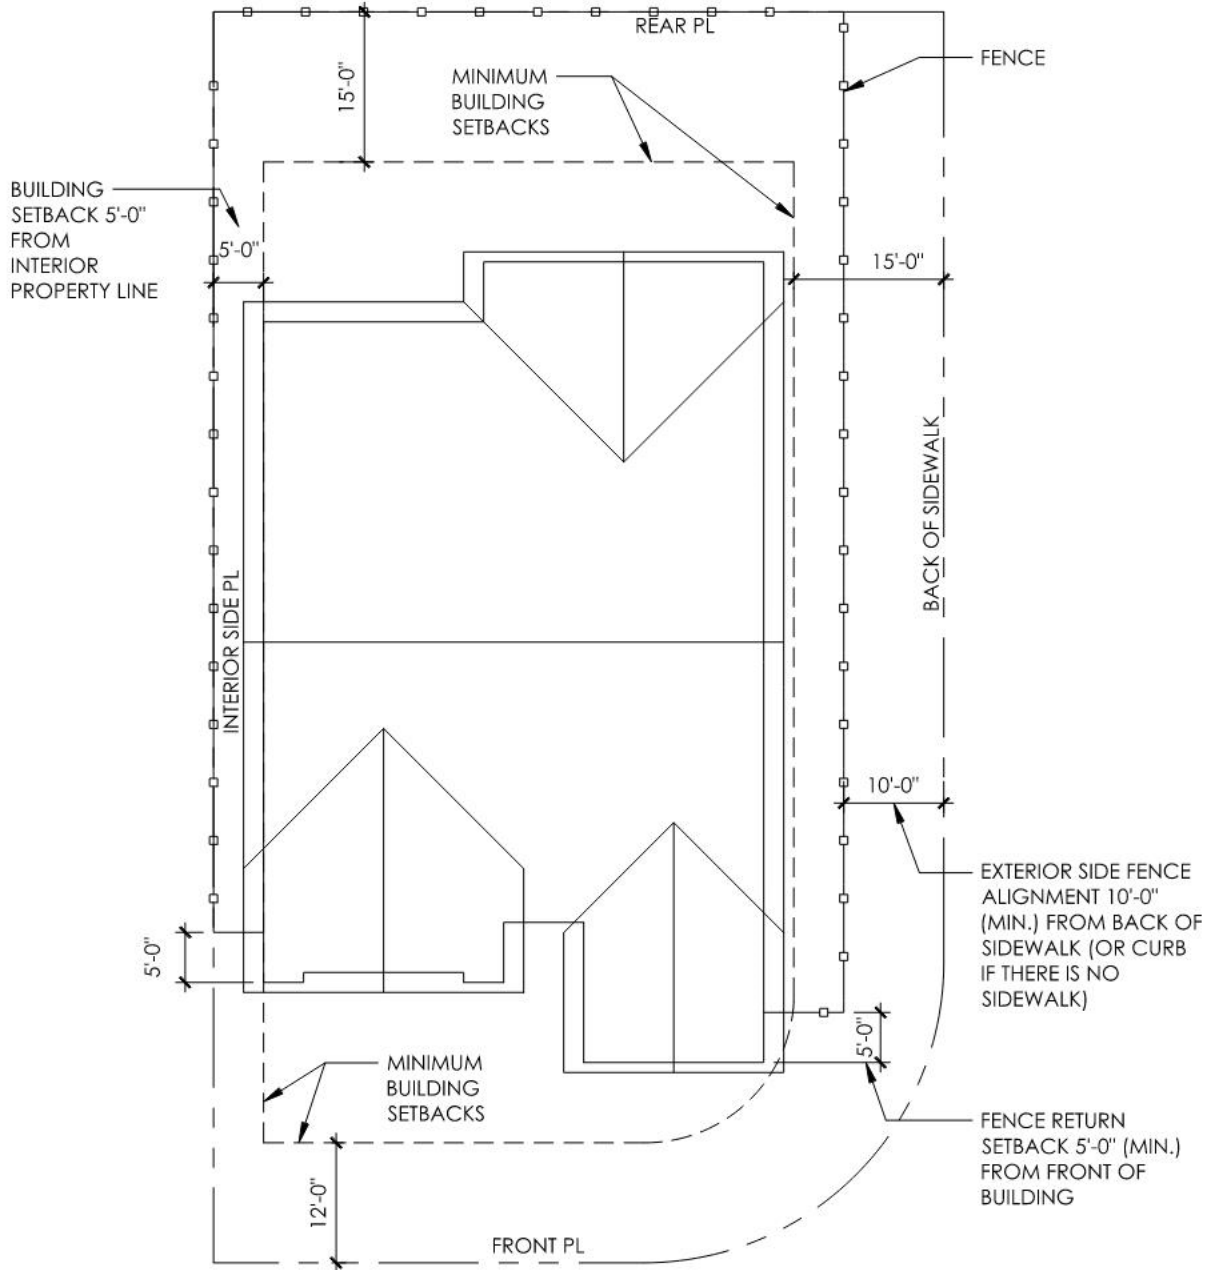 REAR PL
FENCE
15'-0"
MINIMUM
BUILDING
SETBACKS
BUILDING
SETBACK 5'-0"
FROM
INTERIOR
PROPERTY LINE
5'-0"
15'-0"
BACK OF SIDEWALK
INTERIOR SIDE PL
10'-0"
EXTERIOR SIDE FENCE
ALIGNMENT 10'-0"
(MIN.) FROM BACK OF
SIDEWALK (OR CURB
IF THERE IS NO
SIDEWALK)
5'-0"
5'-0"
MINIMUM
BUILDING
SETBACKS
FENCE RETURN
SETBACK 5'-0" (MIN.)
FROM FRONT OF
BUILDING
12'-0"
FRONT PL